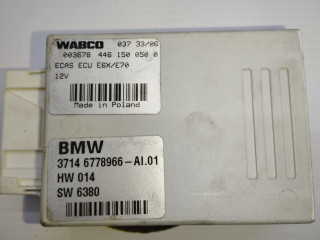 WABCO 037 33/06
003678 446 150 050 0
ECAS ECU E6X/E70
12V
Made in Poland
BMW
3714 6778966-AI.01
HW 014
SW 6380